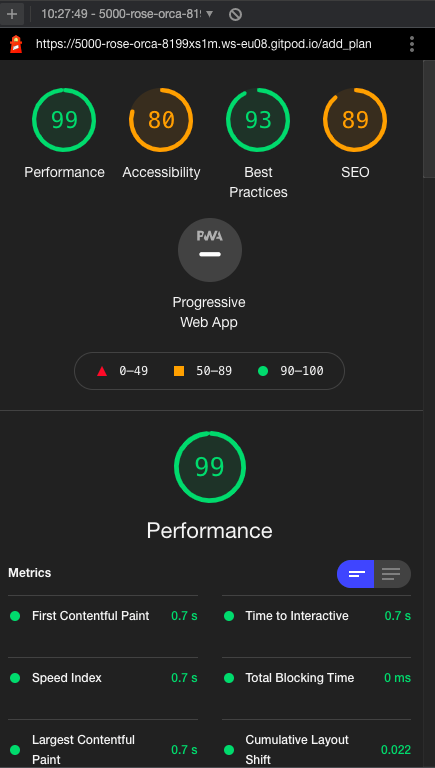 10:27:49 - 5000-rose-orca-81
https://5000-rose-orca-8199xs1m.ws-eu08.gitpod.io/add_plan
99 80 93 89
Performance Accessibility Best Practices SEO
PWA
Progressive
Web App
0–49 50–89 90–100
99
Performance
Metrics
First Contentful Paint 0.7 s
Time to Interactive 0.7 s
Speed Index 0.7 s
Total Blocking Time 0 ms
Largest Contentful
Paint 0.7 s
Cumulative Layout
Shift 0.022